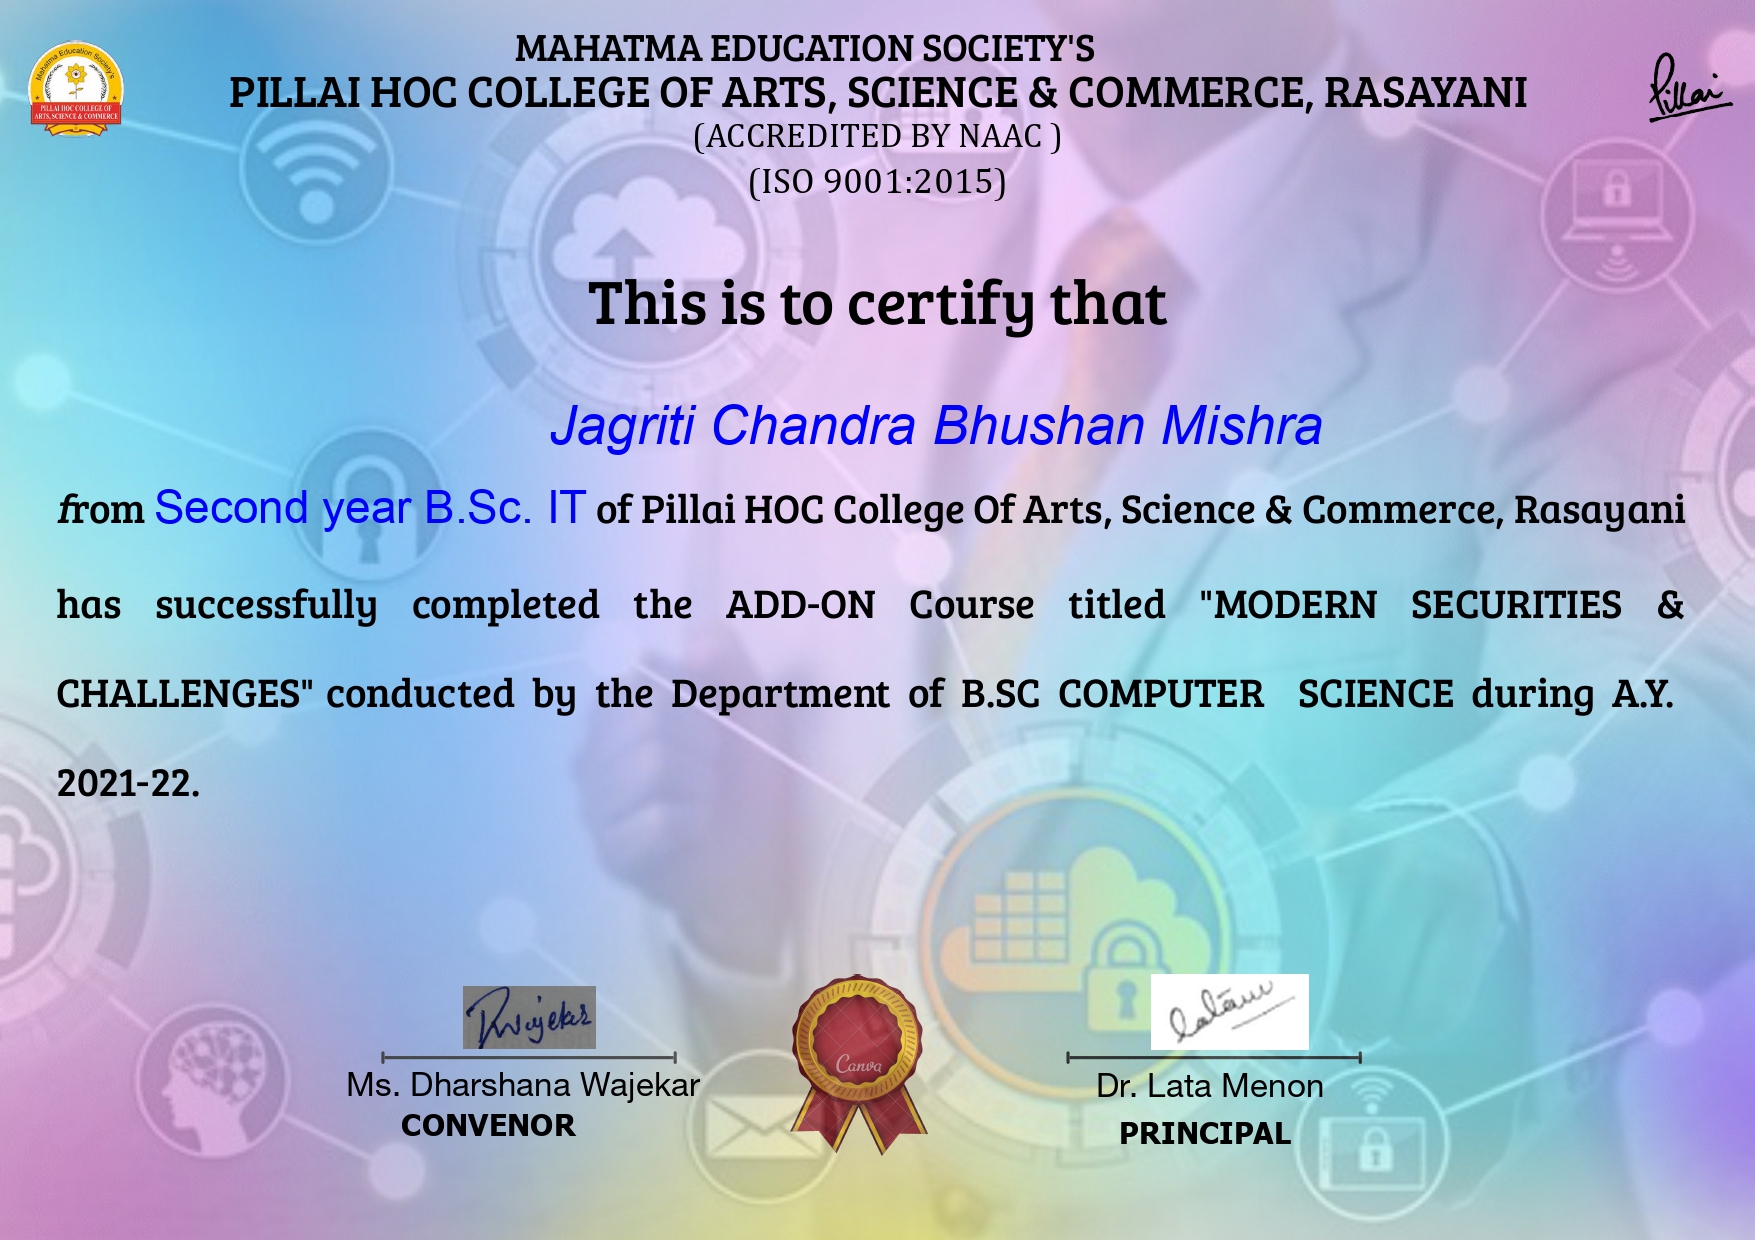 MAHATMA EDUCATION SOCIETY'S
PILLAI HOC COLLEGE OF ARTS, SCIENCE & COMMERCE, RASAYANI
(ACCREDITED BY NAAC )
(ISO 9001:2015)
Mahatma Education Society's
PILLAI HOC COLLEGE OF
ARTS, SCIENCE & COMMERCE
Pillai
This is to certify that
Jagriti Chandra Bhushan Mishra
from Second year B.Sc. IT of Pillai HOC College Of Arts, Science & Commerce, Rasayani
has successfully completed the ADD-ON Course titled "MODERN SECURITIES &
CHALLENGES" conducted by the Department of B.SC COMPUTER SCIENCE during A.Y.
2021-22.
Canva
Ms. Dharshana Wajekar
CONVENOR
Dr. Lata Menon
PRINCIPAL